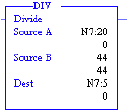 DIV
Divide
Source A N7:20
0
Source B 44
44
Dest N7:5
0